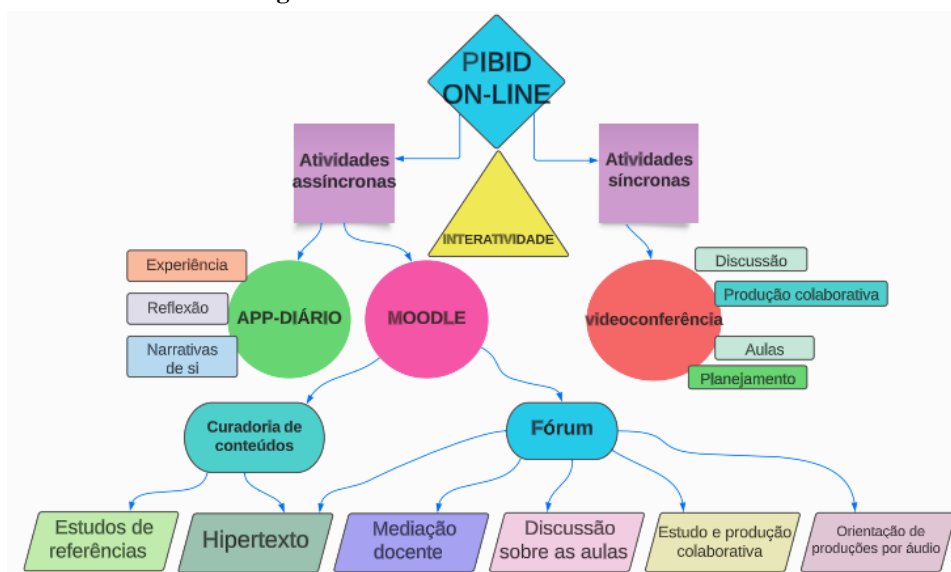 PIBID
ON-LINE
Atividades
assíncronas
Atividades
síncronas
INTERATIVIDADE
Experiência
Reflexão
Narrativas
de si
APP-DIÁRIO
MOODLE
videoconferência
Discussão
Produção colaborativa
Aulas
Planejamento
Curadoria de
conteúdos
Fórum
Estudos de
referências
Hipertexto
Mediação
docente
Discussão
sobre as aulas
Estudo e produção
colaborativa
Orientação de
produções por áudio